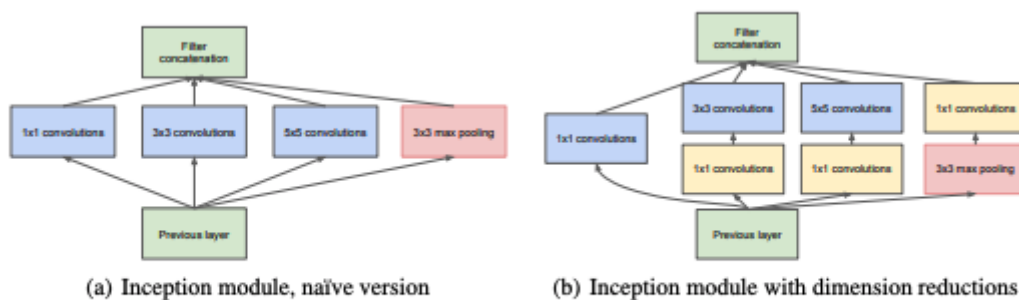 Filter
concatenation
1x1 convolutions
3x3 convolutions
5x5 convolutions
3x3 max pooling
Previous layer
(a) Inception module, naïve version
Filter
concatenation
3x3 convolutions
5x5 convolutions
1x1 convolutions
1x1 convolutions
1x1 convolutions
1x1 convolutions
3x3 max pooling
Previous layer
(b) Inception module with dimension reductions